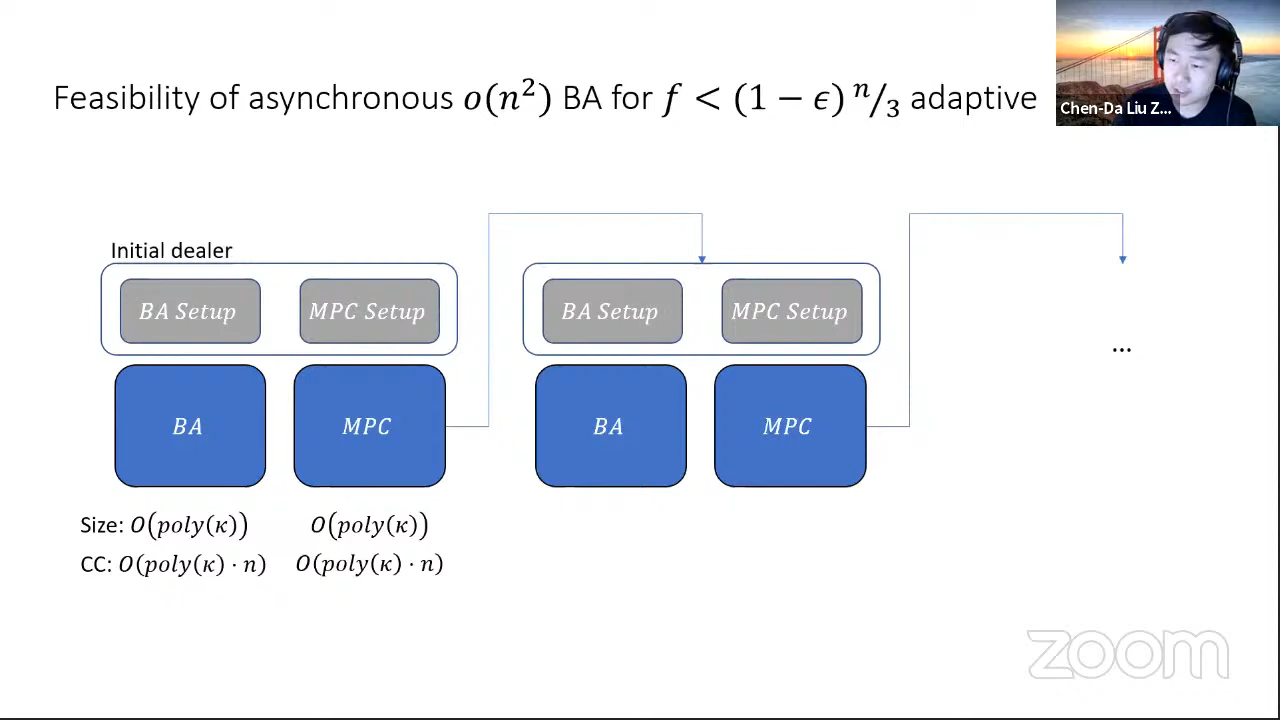 Feasibility of asynchronous o(n²) BA for f < (1 − ϵ) n/3 adaptive
Chen-Da Liu Z...
Initial dealer
BA Setup
MPC Setup
BA Setup
MPC Setup
...
BA
MPC
BA
MPC
Size: O(poly(κ))
O(poly(κ))
CC: O(poly(κ) · n)
O(poly(κ) · n)
zoom